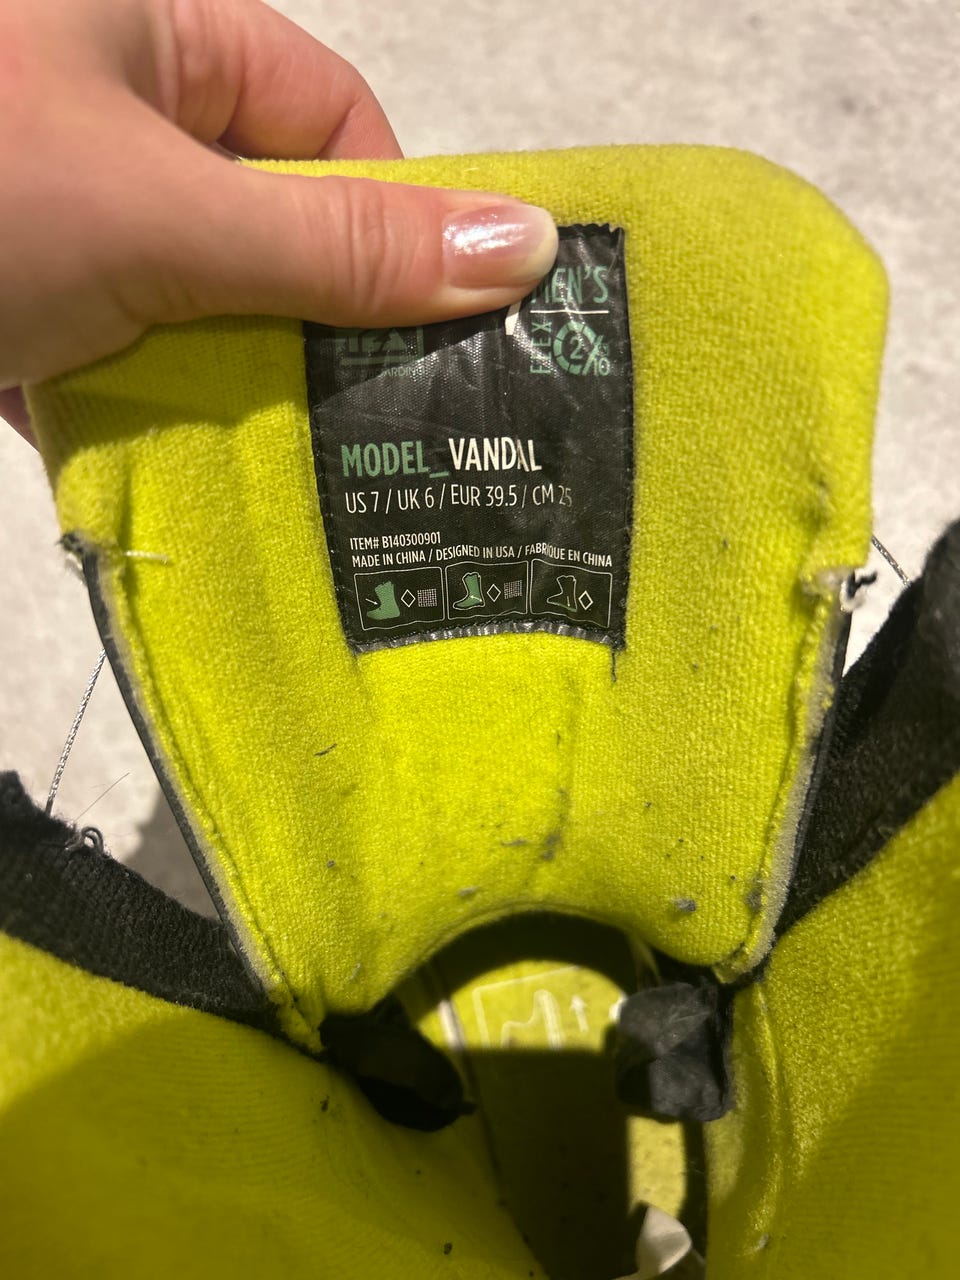 MEN'S
FLEX
2/10
MODEL_VANDAL
US 7 / UK 6 / EUR 39.5 / CM 25
ITEM# B140300901
MADE IN CHINA / DESIGNED IN USA / FABRIQUE EN CHINA